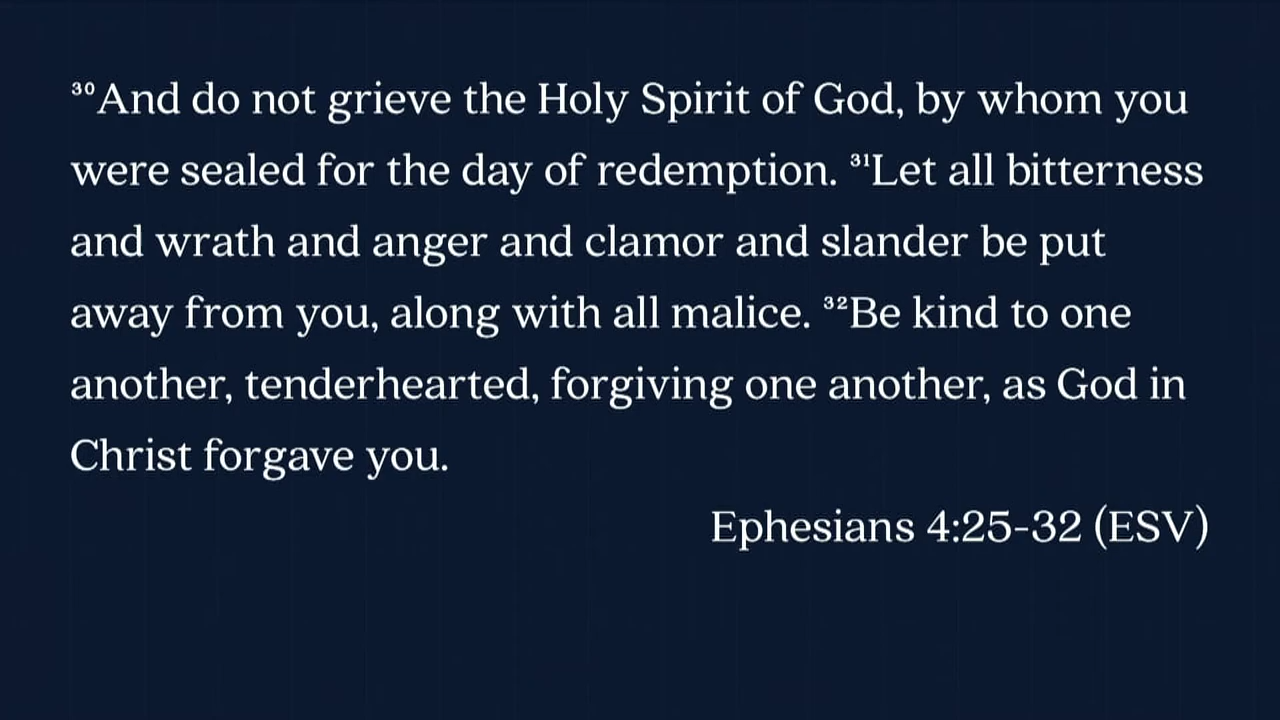 ³⁰And do not grieve the Holy Spirit of God, by whom you
were sealed for the day of redemption. ³¹Let all bitterness
and wrath and anger and clamor and slander be put
away from you, along with all malice. ³²Be kind to one
another, tenderhearted, forgiving one another, as God in
Christ forgave you.
Ephesians 4:25-32 (ESV)